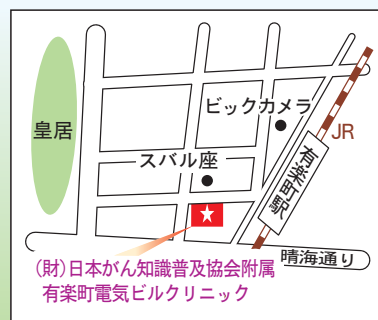 ビックカメラ
皇居
JR
スバル座
有楽町駅
晴海通り
(財)日本がん知識普及協会附属
有楽町電気ビルクリニック